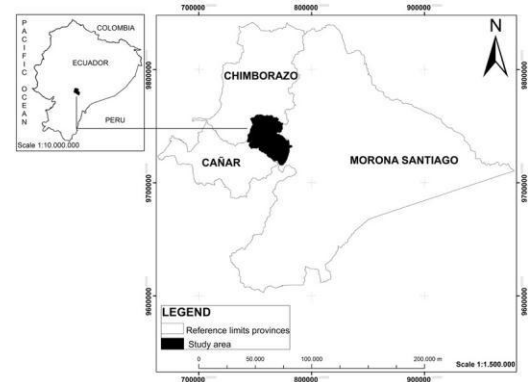 PACIFIC OCEAN
COLOMBIA
ECUADOR
PERU
Scale 1:10.000.000
700000 800000 900000
9800000
9700000
9600000
N
CHIMBORAZO
CAÑAR
MORONA SANTIAGO
9800000
9700000
9600000
LEGEND
Reference limits provinces
Study area
0 50.000 100.000 200.000 m
Scale 1:1.500.000
700000 800000 900000